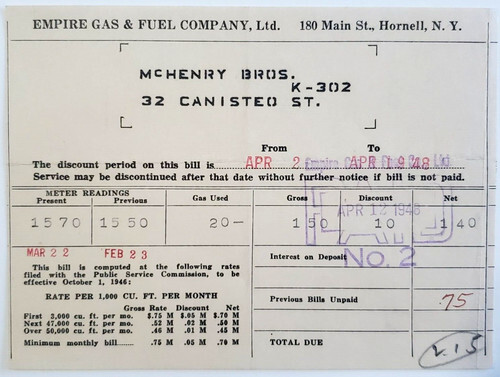 EMPIRE GAS & FUEL COMPANY, Ltd. 180 Main St., Hornell, N. Y.
McHENRY BROS.
K-302
32 CANISTEO ST.
From To
The discount period on this bill is APR 2 APR 1948
Service may be discontinued after that date without further notice if bill is not paid.
METER READINGS
Present Previous Gas Used Gross Discount Net
1570 1550 20- 1 50 10 1 40
APR 12 1948
No. 2
MAR 22 FEB 23
This bill is computed at the following rates
filed with the Public Service Commission, to
be effective October 1, 1946:
RATE PER 1,000 CU. FT. PER MONTH
Gross Rate Discount Net
First 3,000 cu. ft. per mo. $.75 M $.05 M $.70 M
Next 47,000 cu. ft. per mo. .52 M .02 M .50 M
Over 50,000 cu. ft. per mo. .46 M .01 M .45 M
Minimum monthly bill .75 M .05 M .70 M
Interest on Deposit
Previous Bills Unpaid .75
TOTAL DUE 2.15